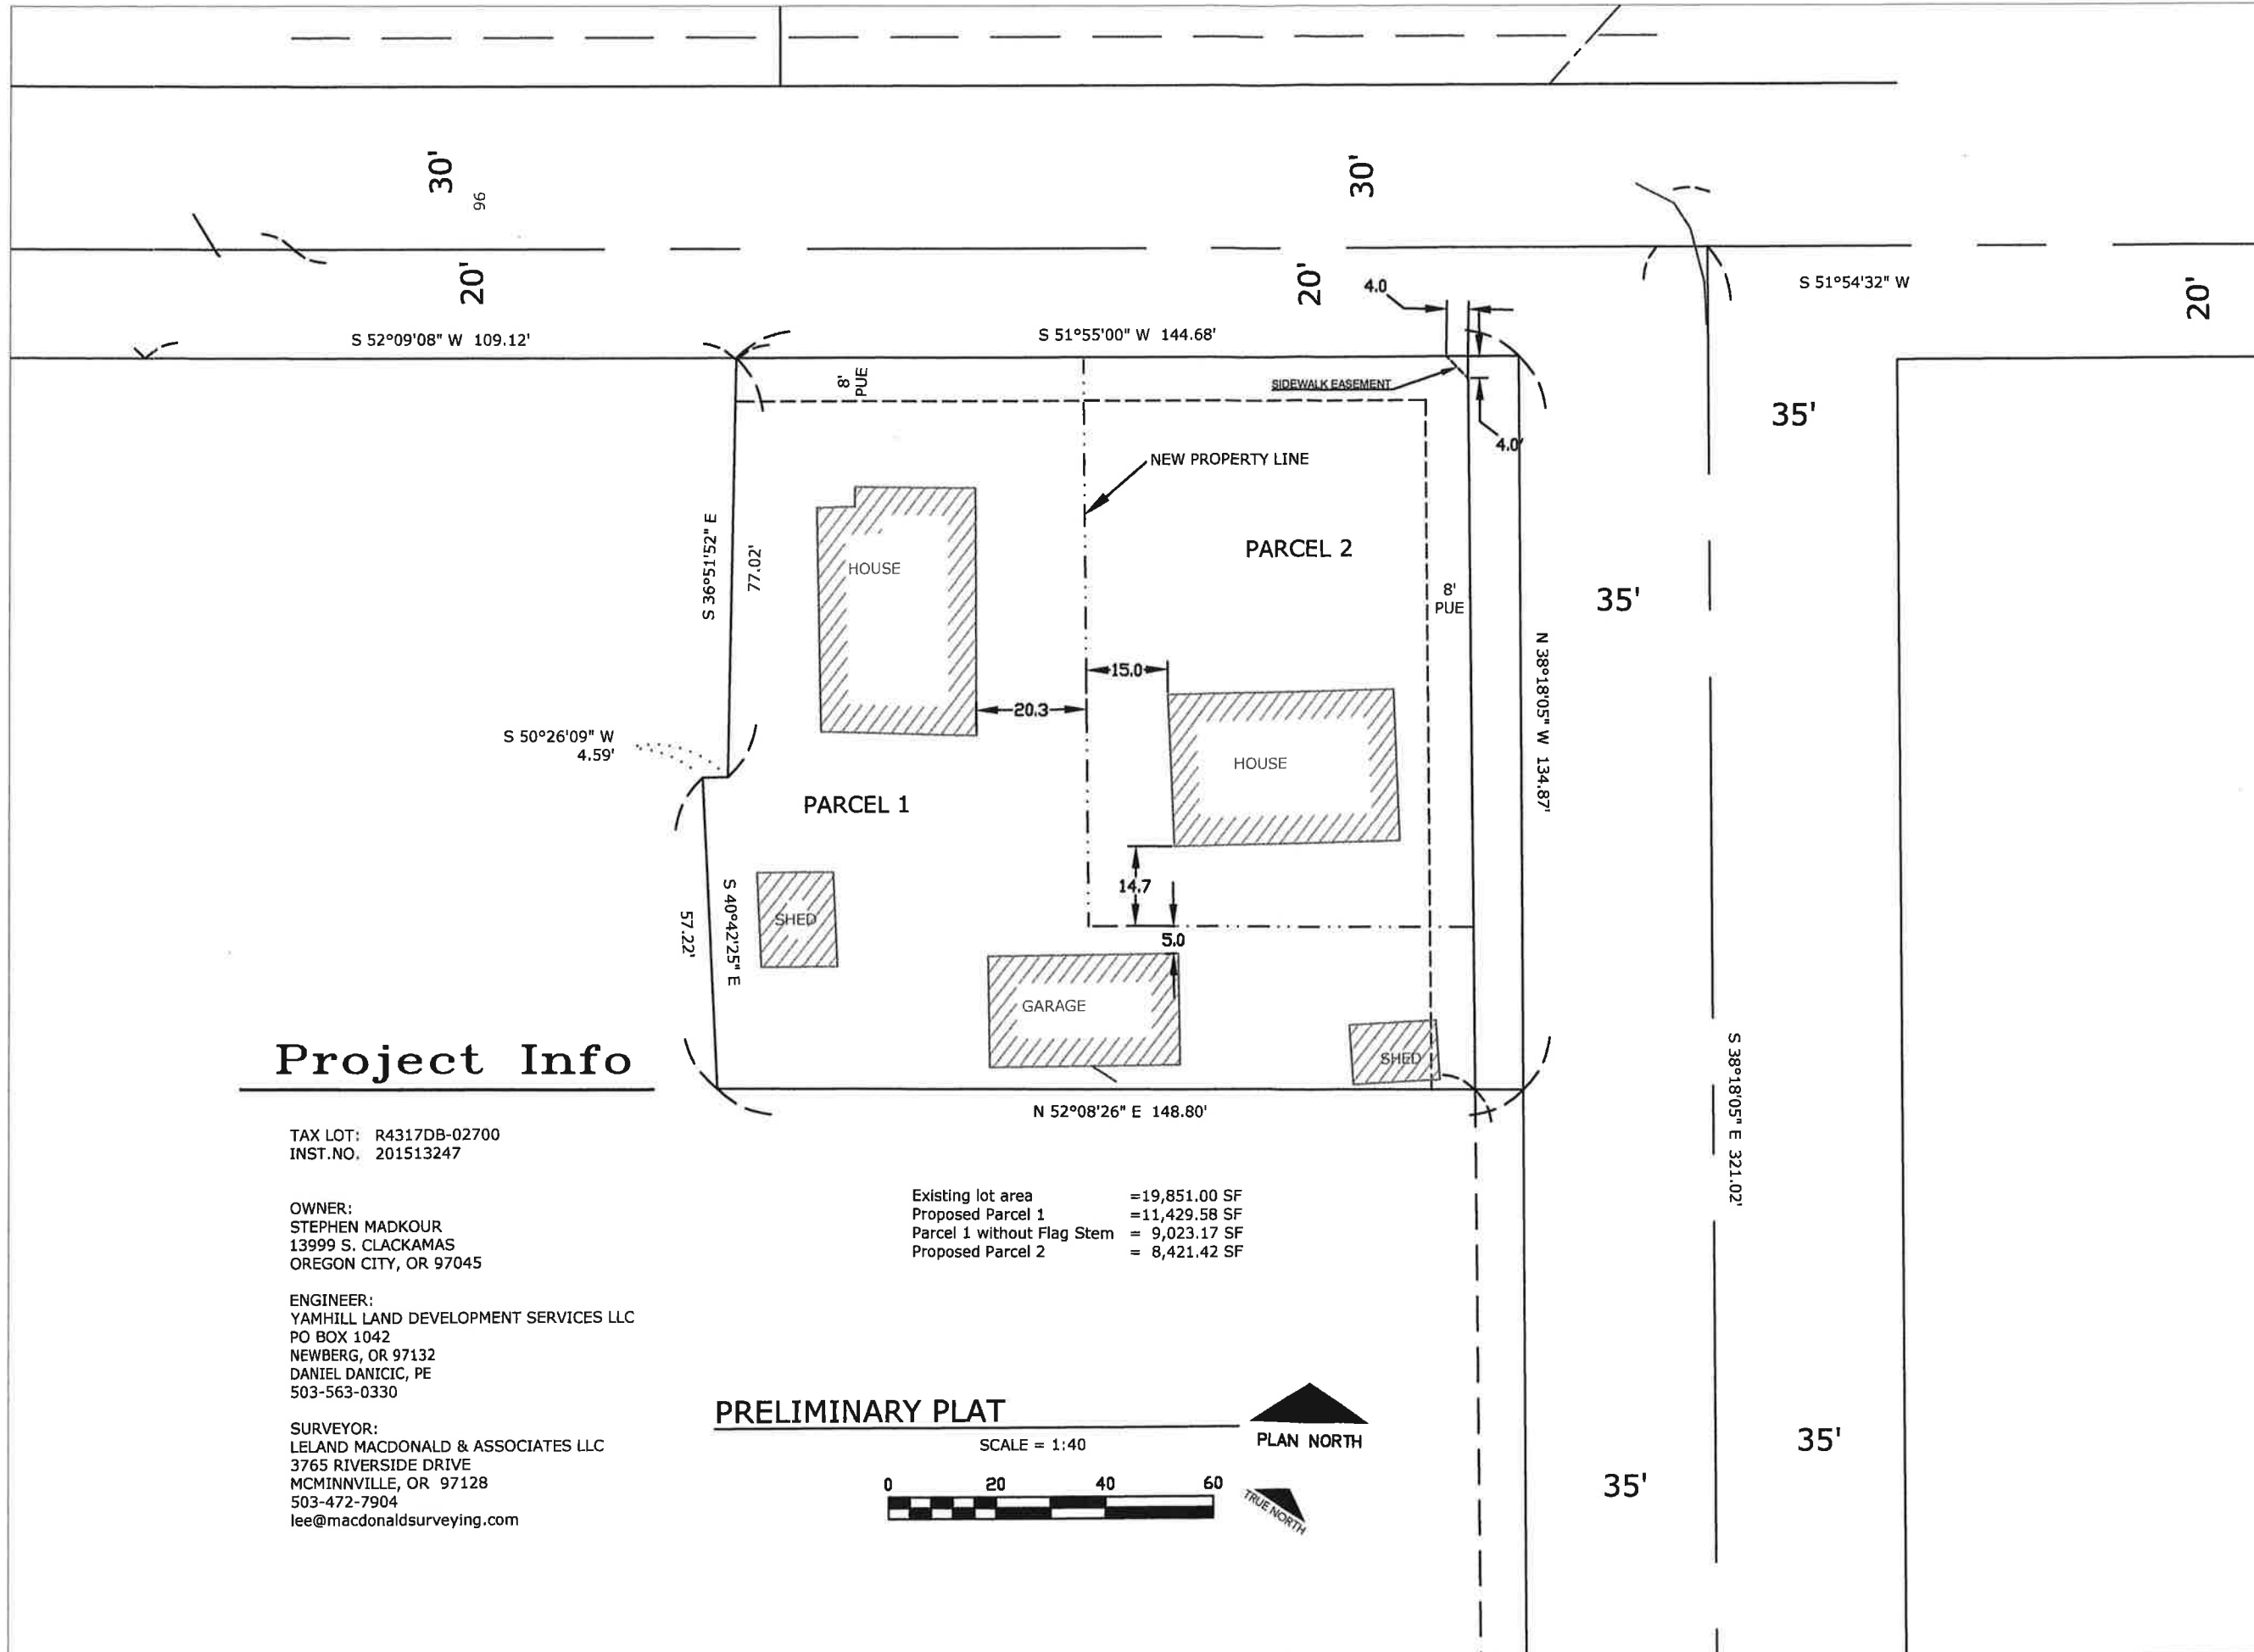 30'
96
30'
20'
20'
4.0
S 51°54'32" W
20'
S 52°09'08" W 109.12'
S 51°55'00" W 144.68'
8'
PUE
SIDEWALK EASEMENT
35'
4.0'
NEW PROPERTY LINE
S 36°51'52" E
77.02'
PARCEL 2
HOUSE
8'
PUE
35'
N 38°18'05" W 134.87'
15.0
20.3
S 50°26'09" W
4.59'
HOUSE
PARCEL 1
14.7
S 40°42'25" E
57.22'
SHED
5.0
GARAGE
SHED
Project Info
N 52°08'26" E 148.80'
S 38°18'05" E 321.02'
TAX LOT: R4317DB-02700
INST.NO. 201513247
OWNER:
STEPHEN MADKOUR
13999 S. CLACKAMAS
OREGON CITY, OR 97045
ENGINEER:
YAMHILL LAND DEVELOPMENT SERVICES LLC
PO BOX 1042
NEWBERG, OR 97132
DANIEL DANICIC, PE
503-563-0330
SURVEYOR:
LELAND MACDONALD & ASSOCIATES LLC
3765 RIVERSIDE DRIVE
MCMINNVILLE, OR 97128
503-472-7904
lee@macdonaldsurveying.com
Existing lot area =19,851.00 SF
Proposed Parcel 1 =11,429.58 SF
Parcel 1 without Flag Stem = 9,023.17 SF
Proposed Parcel 2 = 8,421.42 SF
PRELIMINARY PLAT
SCALE = 1:40
PLAN NORTH
0 20 40 60
TRUE NORTH
35'
35'